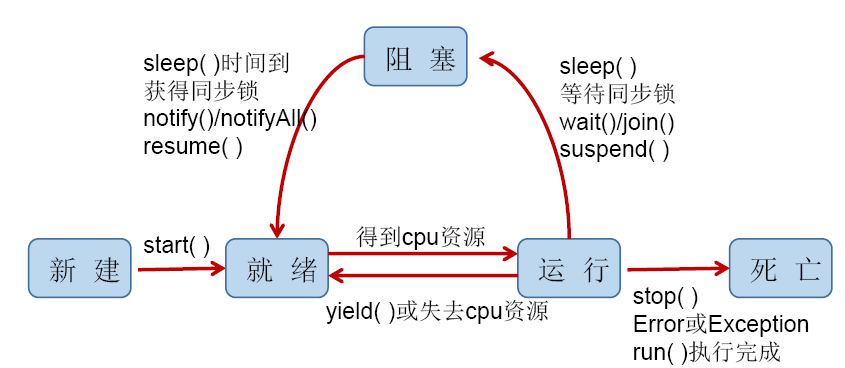 阻 塞
sleep( )时间到
获得同步锁
notify()/notifyAll()
resume( )
sleep( )
等待同步锁
wait()/join()
suspend( )
新 建
start( )
就 绪
得到cpu资源
yield( )或失去cpu资源
运 行
死 亡
stop( )
Error或Exception
run( )执行完成